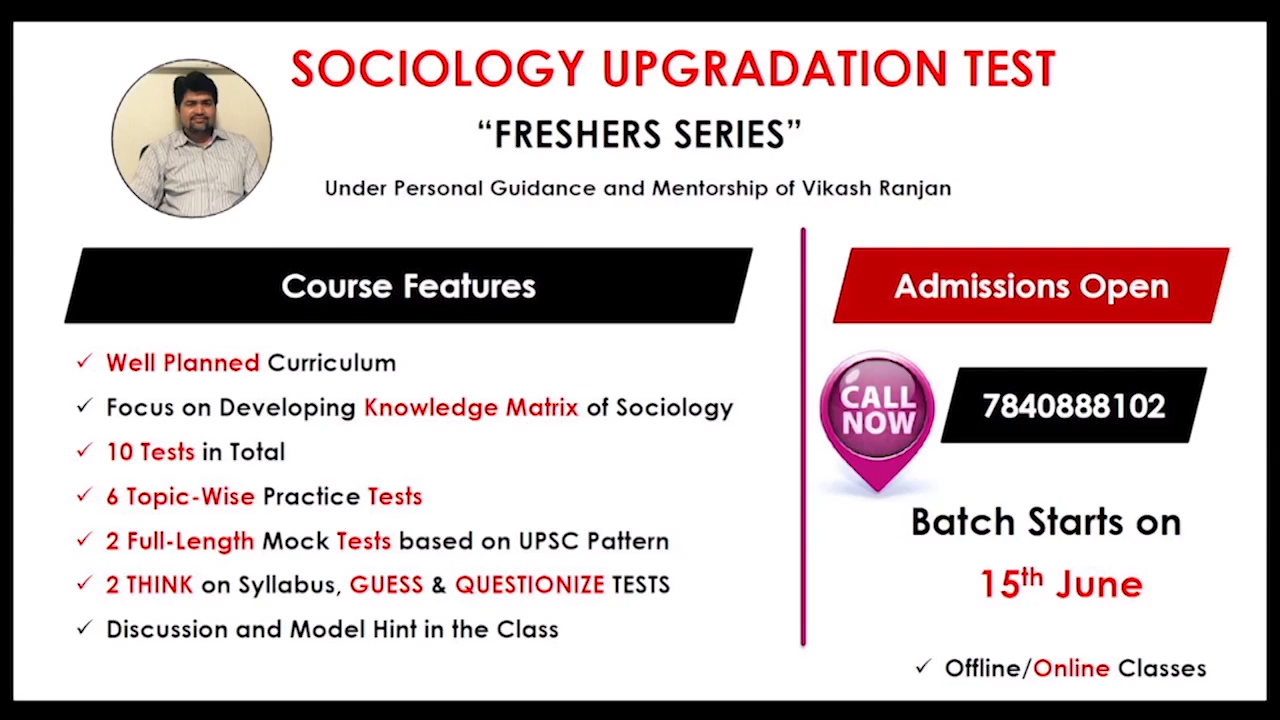 SOCIOLOGY UPGRADATION TEST
“FRESHERS SERIES”
Under Personal Guidance and Mentorship of Vikash Ranjan
Course Features
✓ Well Planned Curriculum
✓ Focus on Developing Knowledge Matrix of Sociology
✓ 10 Tests in Total
✓ 6 Topic-Wise Practice Tests
✓ 2 Full-Length Mock Tests based on UPSC Pattern
✓ 2 THINK on Syllabus, GUESS & QUESTIONIZE TESTS
✓ Discussion and Model Hint in the Class
Admissions Open
CALL
NOW
7840888102
Batch Starts on
15th June
✓ Offline/Online Classes